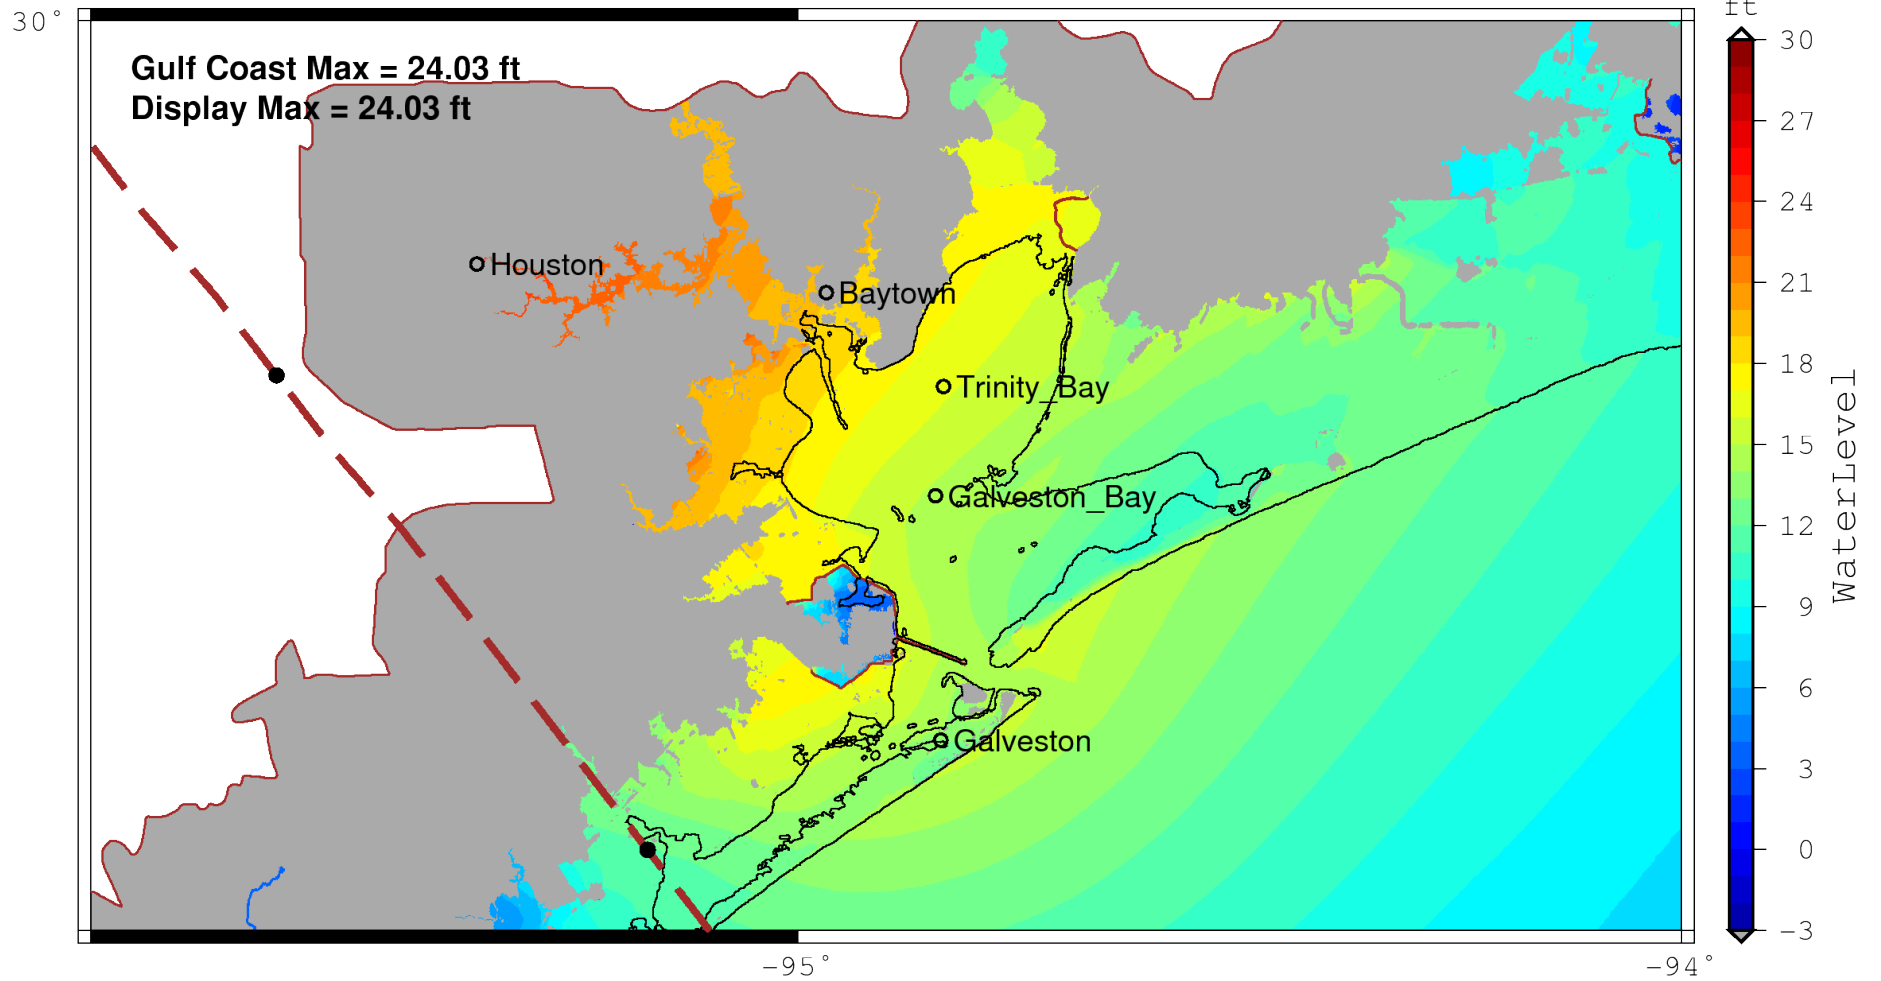 ft
30°
Gulf Coast Max = 24.03 ft
Display Max = 24.03 ft
Houston
Baytown
Trinity_Bay
Galveston_Bay
Galveston
-95°
-94°
30
27
24
21
18
15
12
9
6
3
0
-3
WaterLevel